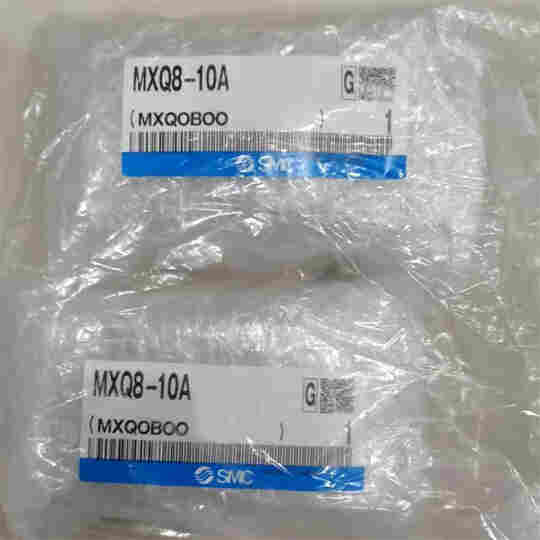 MXQ8-10A
G
(MXQOBOO ) 1
SMC
MXQ8-10A
G
(MXQOBOO ) 1
SMC